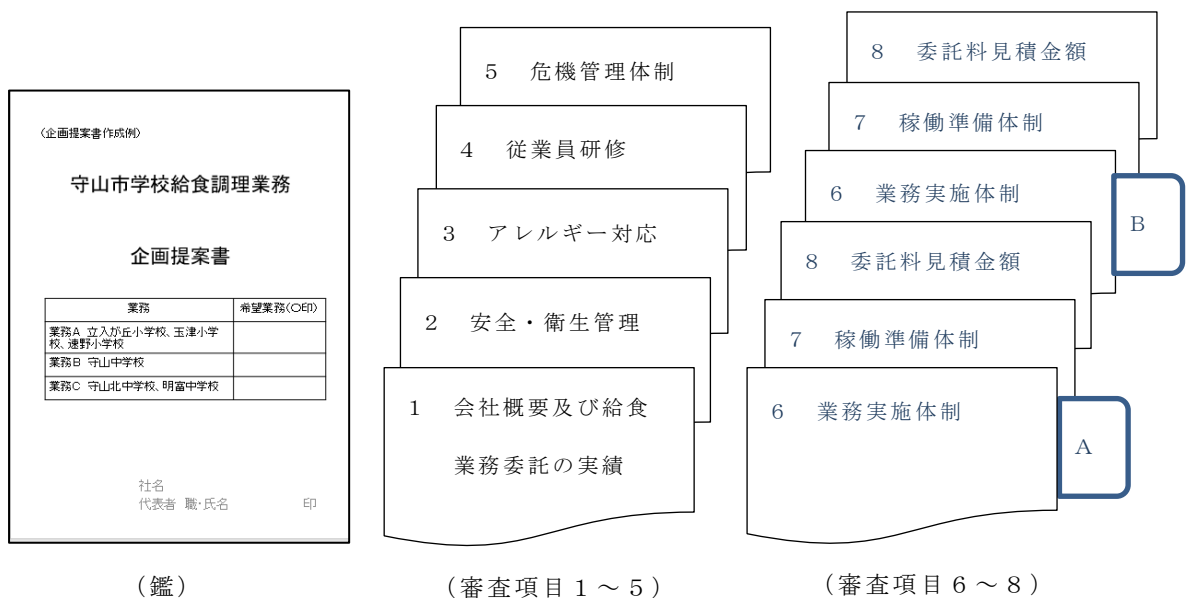 （企画提案書作成例）
守山市学校給食調理業務
企画提案書
業務 希望業務(○印)
業務A 立入が丘小学校、玉津小学
校、速野小学校
業務B 守山中学校
業務C 守山北中学校、明富中学校
社名
代表者 職・氏名 印
（鑑）
5 危機管理体制
4 従業員研修
3 アレルギー対応
2 安全・衛生管理
1 会社概要及び給食
業務委託の実績
（審査項目1～5）
8 委託料見積金額
7 稼働準備体制
6 業務実施体制
B
8 委託料見積金額
7 稼働準備体制
6 業務実施体制
A
（審査項目6～8）